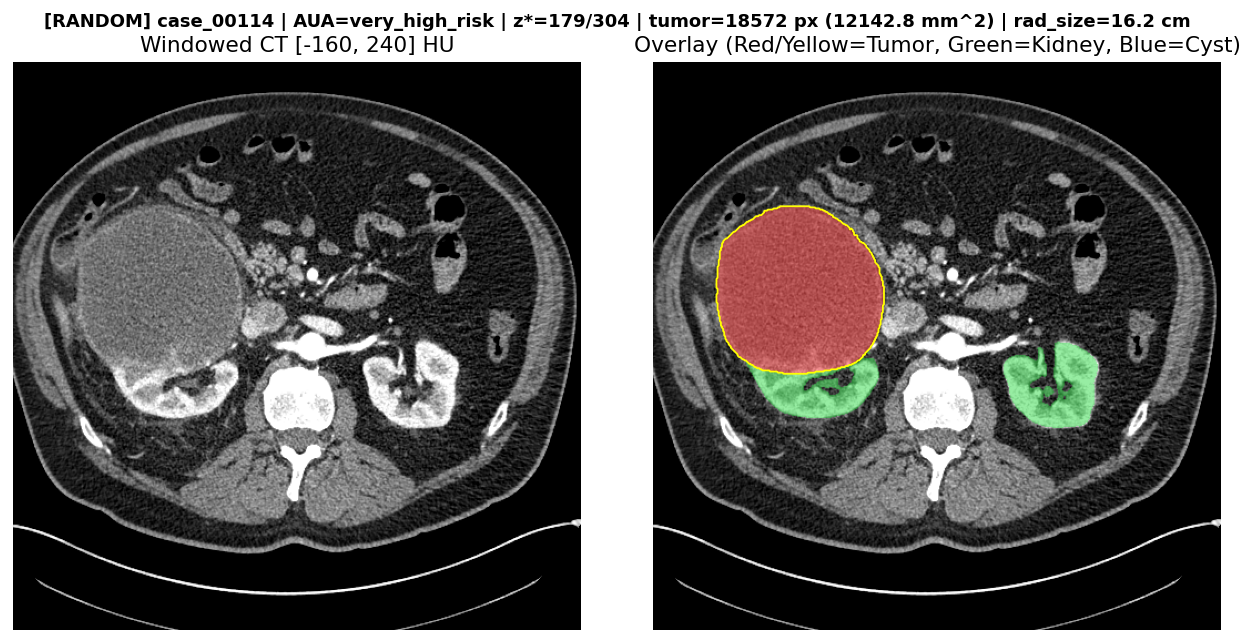 [RANDOM] case_00114 | AUA=very_high_risk | z*=179/304 | tumor=18572 px (12142.8 mm^2) | rad_size=16.2 cm
Windowed CT [-160, 240] HU
Overlay (Red/Yellow=Tumor, Green=Kidney, Blue=Cyst)